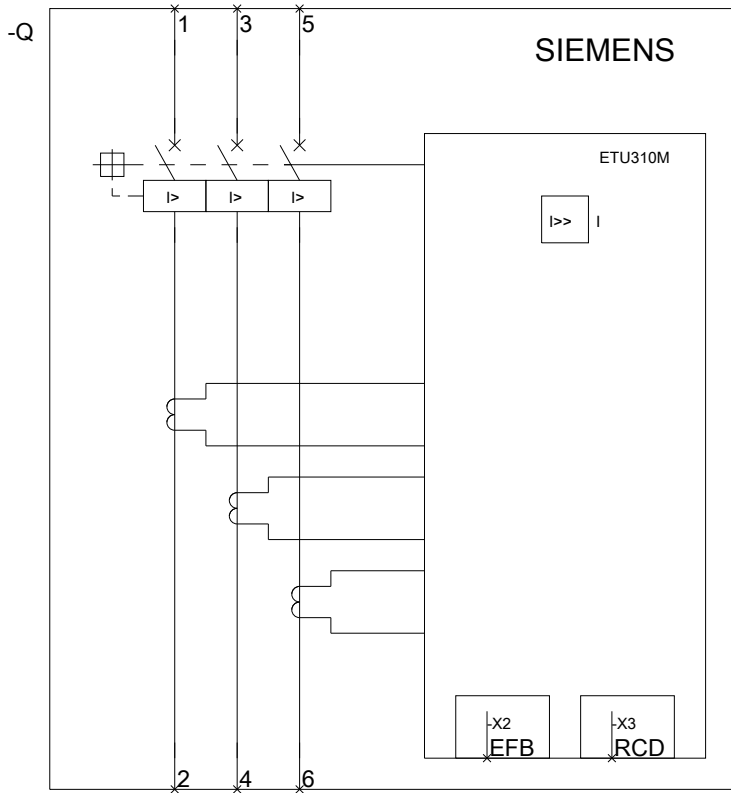 -Q
1 3 5
SIEMENS
ETU310M
I> I> I>
I>> I
-X2 -X3
EFB RCD
2 4 6